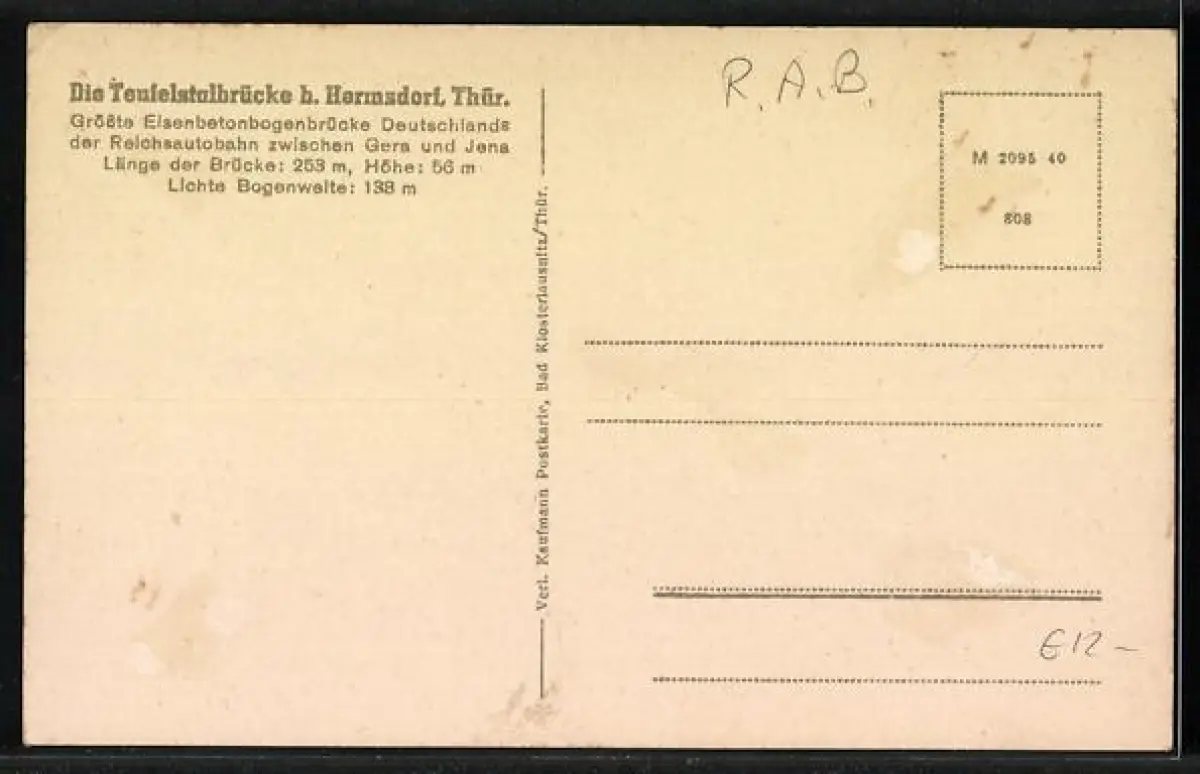 Die Teufelstalbrücke b. Hermsdorf, Thür.
Größte Eisenbetonbogenbrücke Deutschlands
der Reichsautobahn zwischen Gera und Jena
Länge der Brücke: 253 m, Höhe: 56 m
Lichte Bogenweite: 138 m
Verl. Kaufmann Postkarte, Bad Klosterlausnitz/Thür.
R.A.B.
M 2095 40
808
€12-